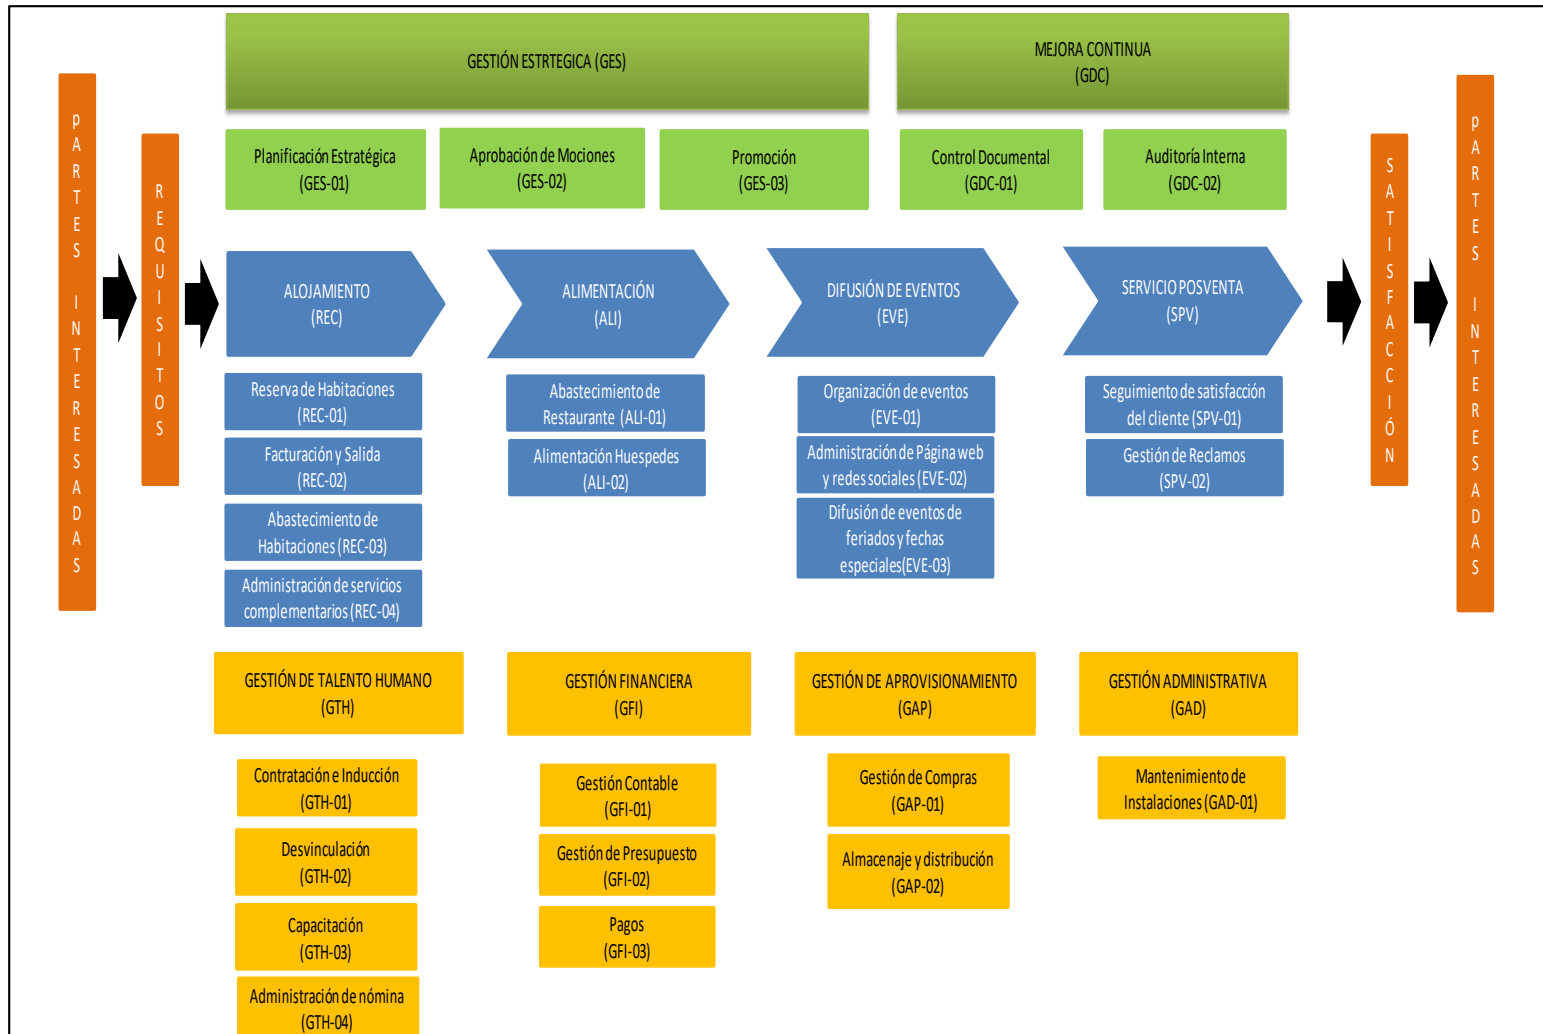 GESTIÓN ESTRTEGICA (GES)
MEJORA CONTINUA
(GDC)
pARTES INTERESADAS
REQUISITOS
Planificación Estratégica
(GES-01)
Aprobación de Mociones
(GES-02)
Promoción
(GES-03)
Control Documental
(GDC-01)
Auditoría Interna
(GDC-02)
SATISFACCIÓN
pARTES INTERESADAS
ALOJAMIENTO
(REC)
ALIMENTACIÓN
(ALI)
DIFUSIÓN DE EVENTOS
(EVE)
SERVICIO POSVENTA
(SPV)
Reserva de Habitaciones
(REC-01)
Facturación y Salida
(REC-02)
Abastecimiento de
Habitaciones (REC-03)
Administración de servicios
complementarios (REC-04)
Abastecimiento de
Restaurante (ALI-01)
Alimentación Huespedes
(ALI-02)
Organización de eventos
(EVE-01)
Administración de Página web
y redes sociales (EVE-02)
Difusión de eventos de
feriados y fechas
especiales(EVE-03)
Seguimiento de satisfacción
del cliente (SPV-01)
Gestión de Reclamos
(SPV-02)
GESTIÓN DE TALENTO HUMANO
(GTH)
GESTIÓN FINANCIERA
(GFI)
GESTIÓN DE APROVISIONAMIENTO
(GAP)
GESTIÓN ADMINISTRATIVA
(GAD)
Contratación e Inducción
(GTH-01)
Desvinculación
(GTH-02)
Capacitación
(GTH-03)
Administración de nómina
(GTH-04)
Gestión Contable
(GFI-01)
Gestión de Presupuesto
(GFI-02)
Pagos
(GFI-03)
Gestión de Compras
(GAP-01)
Almacenaje y distribución
(GAP-02)
Mantenimiento de
Instalaciones (GAD-01)